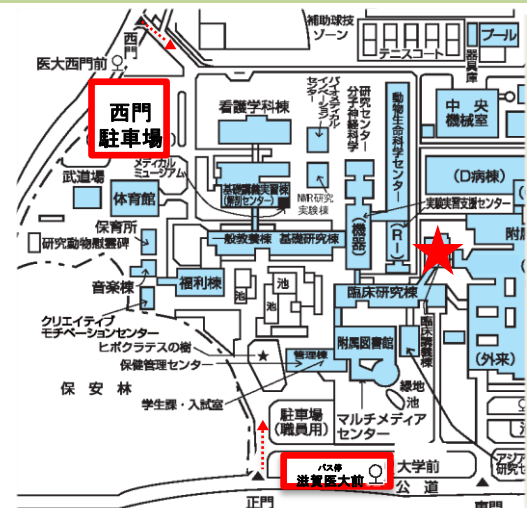 西門
医大西門前
西門
駐車場
補助球技
ゾーン
テニスコート
器具庫
プール
中央
機械室
看護学科棟
バイオメディカル
イノベーション
センター
分子神経科学
研究センター
動物生命科学センター
メディカル
ミュージアム
武道場
体育館
基礎講義実習棟
(解剖センター)
NMR研究
実験棟
(D病棟)
実験実習支援センター
(機器)
(RI)
保育所
研究動物慰霊碑
一般教養棟
基礎研究棟
附属
音楽棟
福利棟
池
池
池
臨床研究棟
クリエイティブ
モチベーションセンター
ヒポクラテスの樹
保健管理センター
管理棟
附属図書館
臨床講義棟
(外来)
保安林
学生課・入試室
緑地
池
駐車場
(職員用)
マルチメディア
センター
バス停
滋賀医大前
大学前
公道
アジア
研究セ
正門
東門